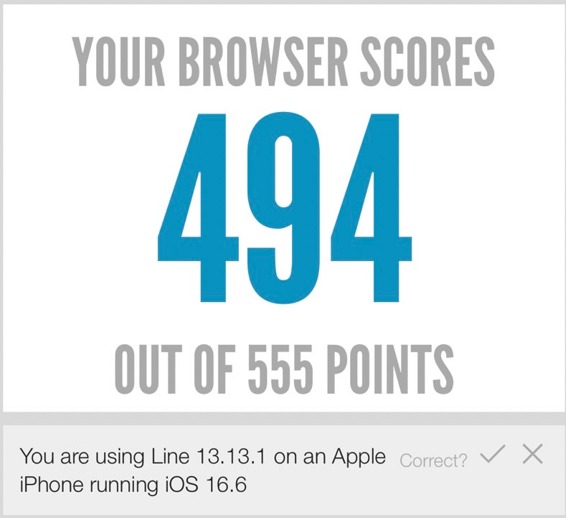 YOUR BROWSER SCORES
494
OUT OF 555 POINTS
You are using Line 13.13.1 on an Apple
iPhone running iOS 16.6
Correct?